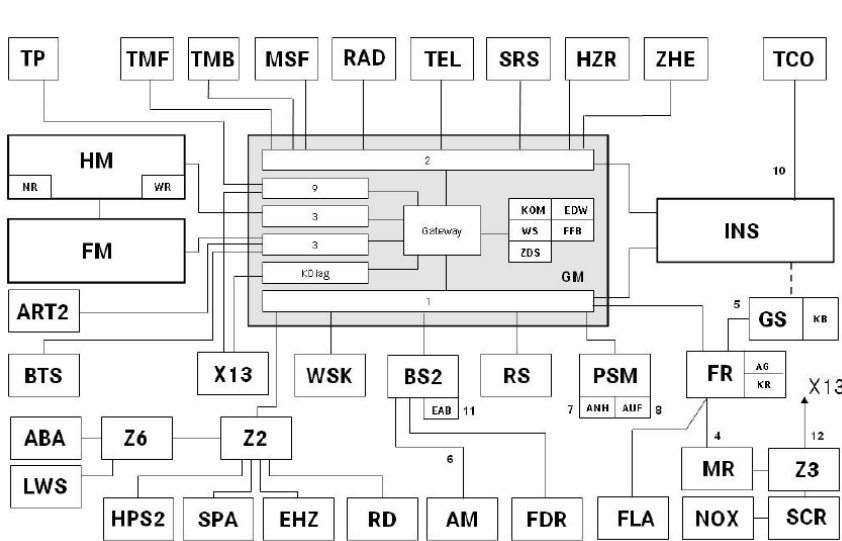 TP TMF TMB MSF RAD TEL SRS HZR ZHE TCO
2
HM
NR WR
9
3
3
KDiag
Gateway
KOM EDW
WS FFB
ZDS
GM
1
10
INS
FM
ART2
BTS
X13
WSK
BS2
EAB 11
RS
PSM
7 ANH AUF 8
FR
AG
KR
5
GS KB
X13
ABA Z6 Z2
LWS
6
4
12
MR Z3
HPS2 SPA EHZ RD AM FDR FLA NOX SCR